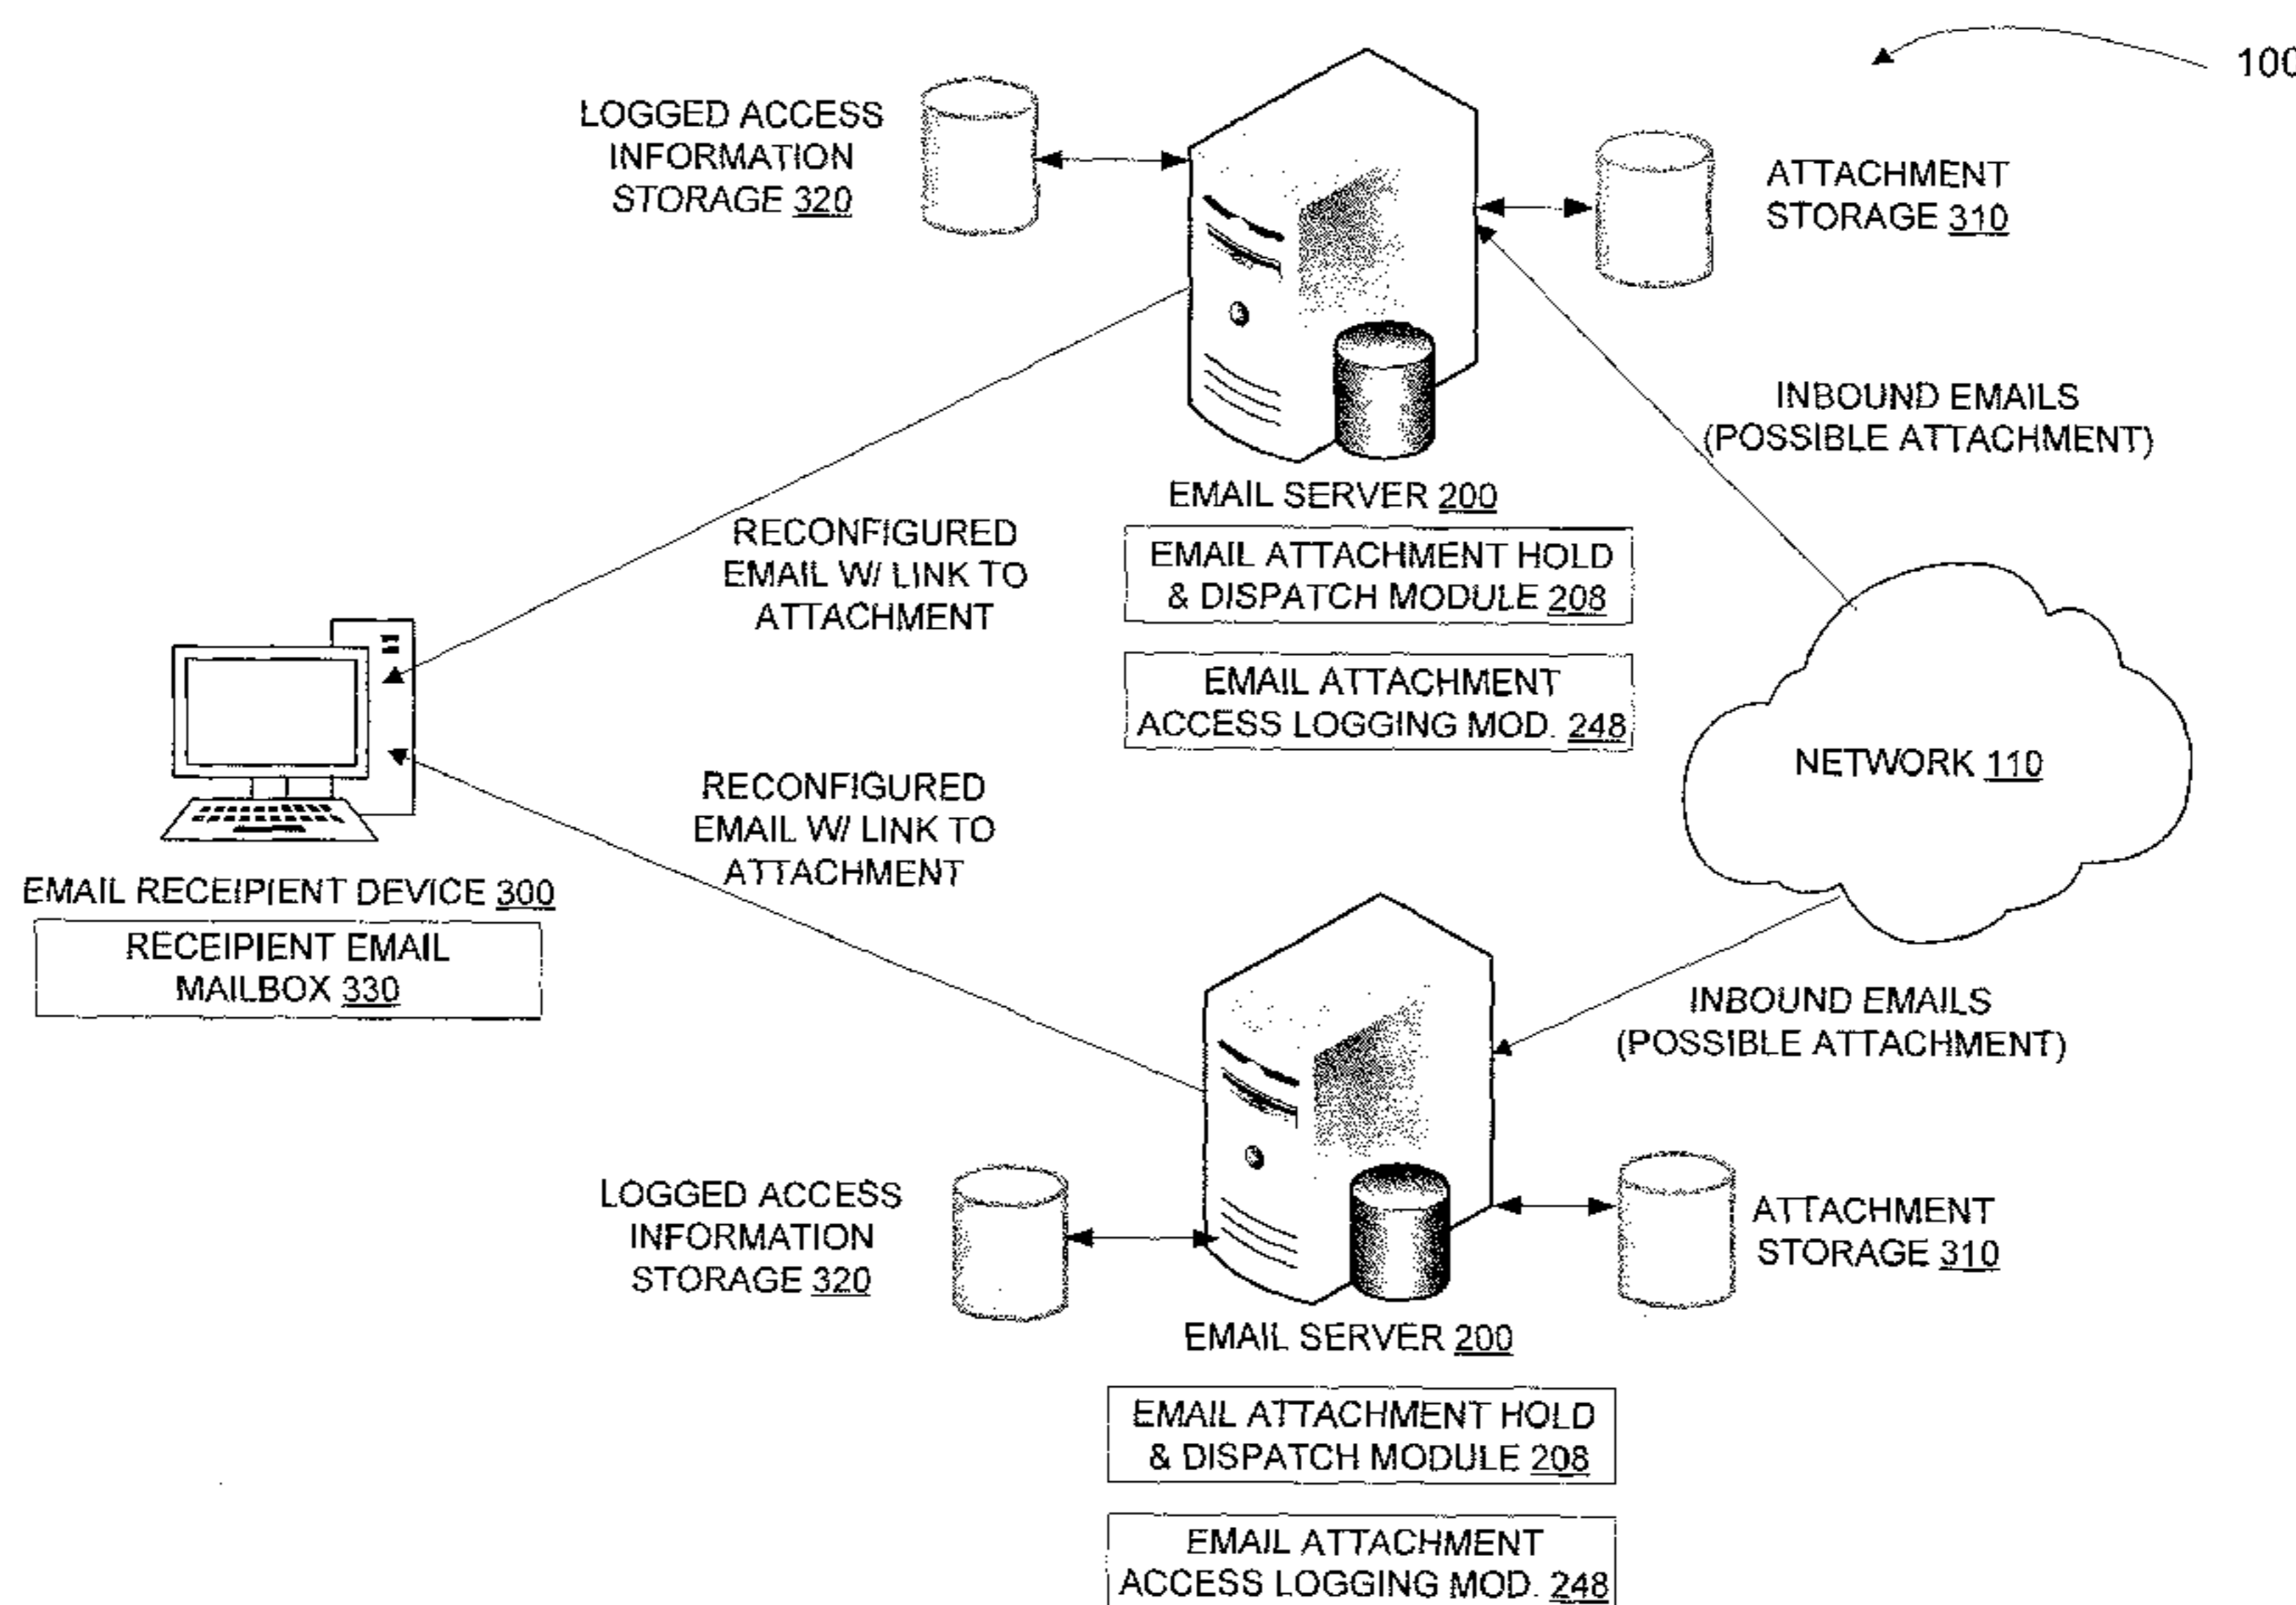 100
LOGGED ACCESS
INFORMATION
STORAGE 320
ATTACHMENT
STORAGE 310
INBOUND EMAILS
(POSSIBLE ATTACHMENT)
EMAIL SERVER 200
EMAIL ATTACHMENT HOLD
& DISPATCH MODULE 208
EMAIL ATTACHMENT
ACCESS LOGGING MOD. 248
RECONFIGURED
EMAIL W/ LINK TO
ATTACHMENT
NETWORK 110
RECONFIGURED
EMAIL W/ LINK TO
ATTACHMENT
EMAIL RECEIPIENT DEVICE 300
RECEIPIENT EMAIL
MAILBOX 330
INBOUND EMAILS
(POSSIBLE ATTACHMENT)
LOGGED ACCESS
INFORMATION
STORAGE 320
ATTACHMENT
STORAGE 310
EMAIL SERVER 200
EMAIL ATTACHMENT HOLD
& DISPATCH MODULE 208
EMAIL ATTACHMENT
ACCESS LOGGING MOD. 248